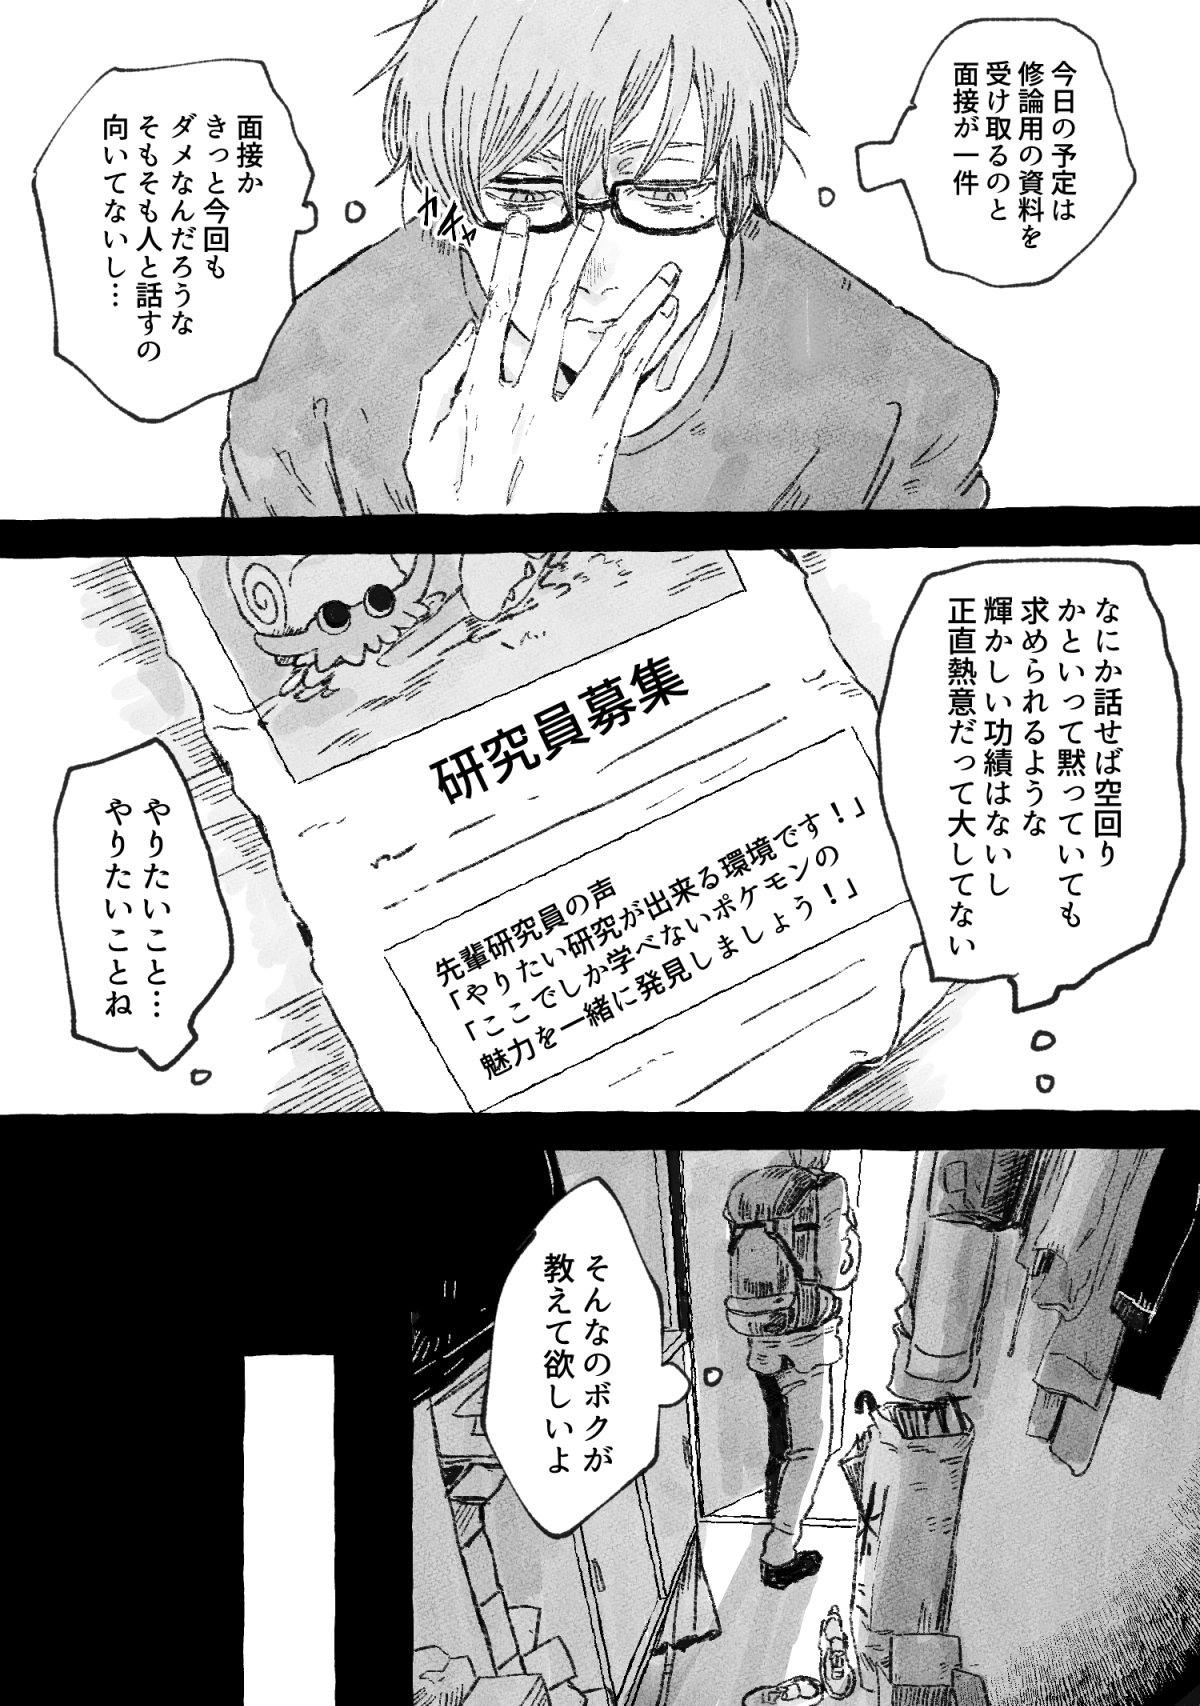 今日の予定は
修論用の資料を
受け取るのと
面接が一件
面接か
きっと今回も
ダメなんだろうな
そもそも人と話すの
向いてないし…
カチャ
なにか話せば空回り
かといって黙っていても
求められるような
輝かしい功績はないし
正直熱意だって大してない
研究員募集
先輩研究員の声
「やりたい研究が出来る環境です！」
「ここでしか学べないポケモンの
魅力を一緒に発見しましょう！」
やりたいこと…
やりたいことね
そんなのボクが
教えて欲しいよ